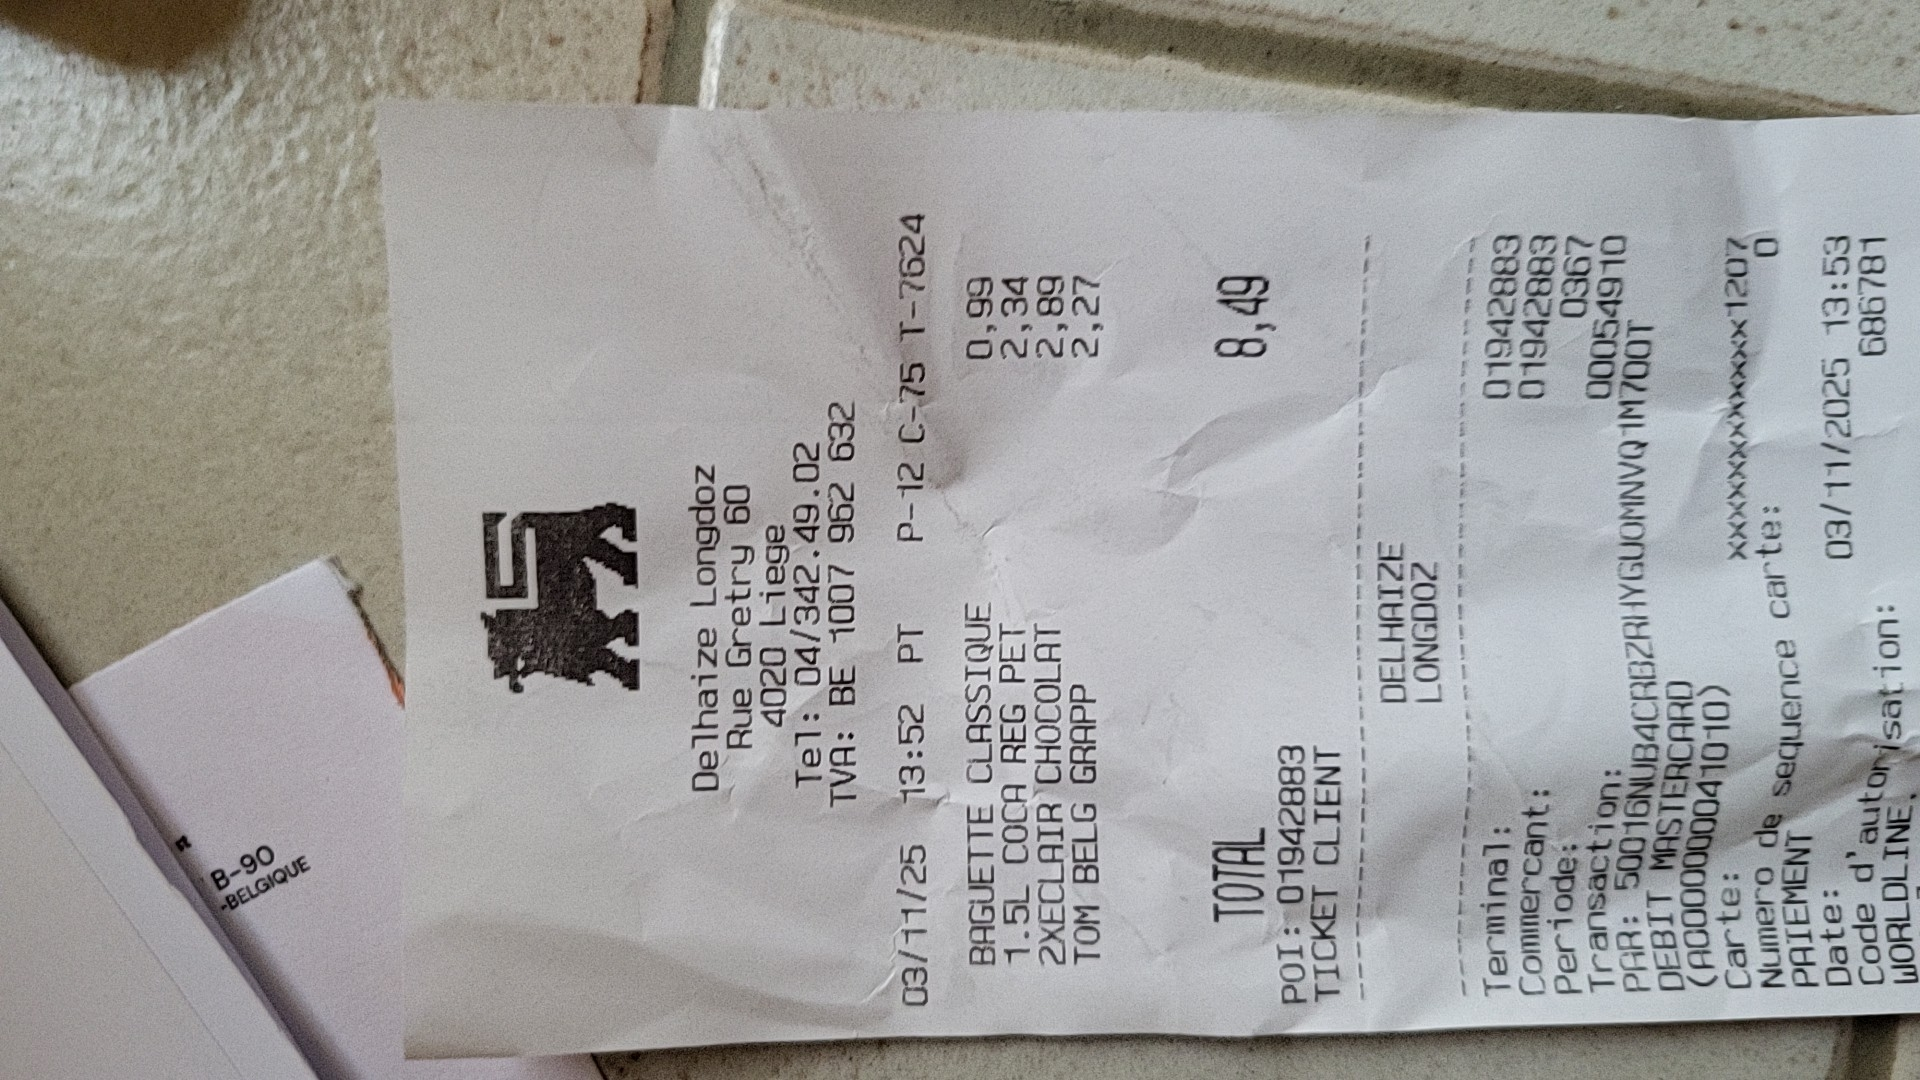 Delhaize Longdoz
Rue Gretry 60
4020 Liege
Tel: 04/342.49.02
TVA: BE 1007 962 632
03/11/25 13:52 PT P-12 C-75 T-7624
BAGUETTE CLASSIQUE 0,99
1.5L COCA REG PET 2,34
2XECLAIR CHOCOLAT 2,89
TOM BELG GRAPP 2,27
TOTAL 8,49
POI: 01942883
TICKET CLIENT
DELHAIZE
LONGDOZ
Terminal: 01942883
Commercant: 01942883
Periode: 0367
Transaction: 00054910
PAR: 50016NUB4CRBZRHYGUOMNVQ1M700T
DEBIT MASTERCARD
(A0000000041010)
Carte: xxxxxxxxxxxxxxx1207
Numero de sequence carte: 0
PAIEMENT
Date: 03/11/2025 13:53
Code d'autorisation: 686781
WORLDLINE.
B-90
-BELGIQUE